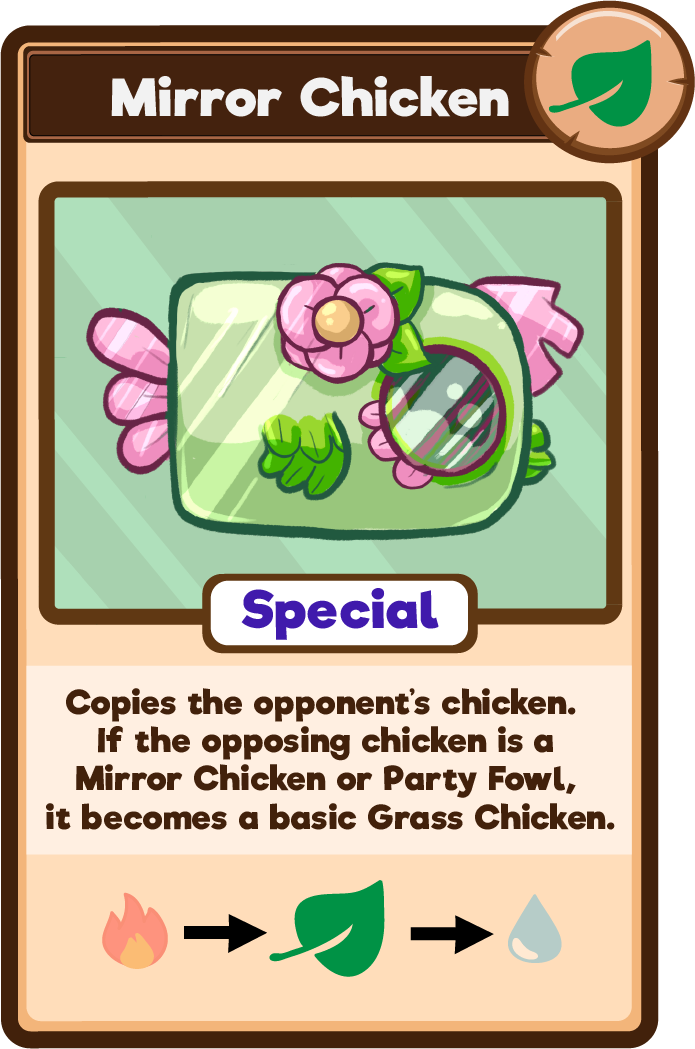 Mirror Chicken
Special
Copies the opponent's chicken.
If the opposing chicken is a
Mirror Chicken or Party Fowl,
it becomes a basic Grass Chicken.